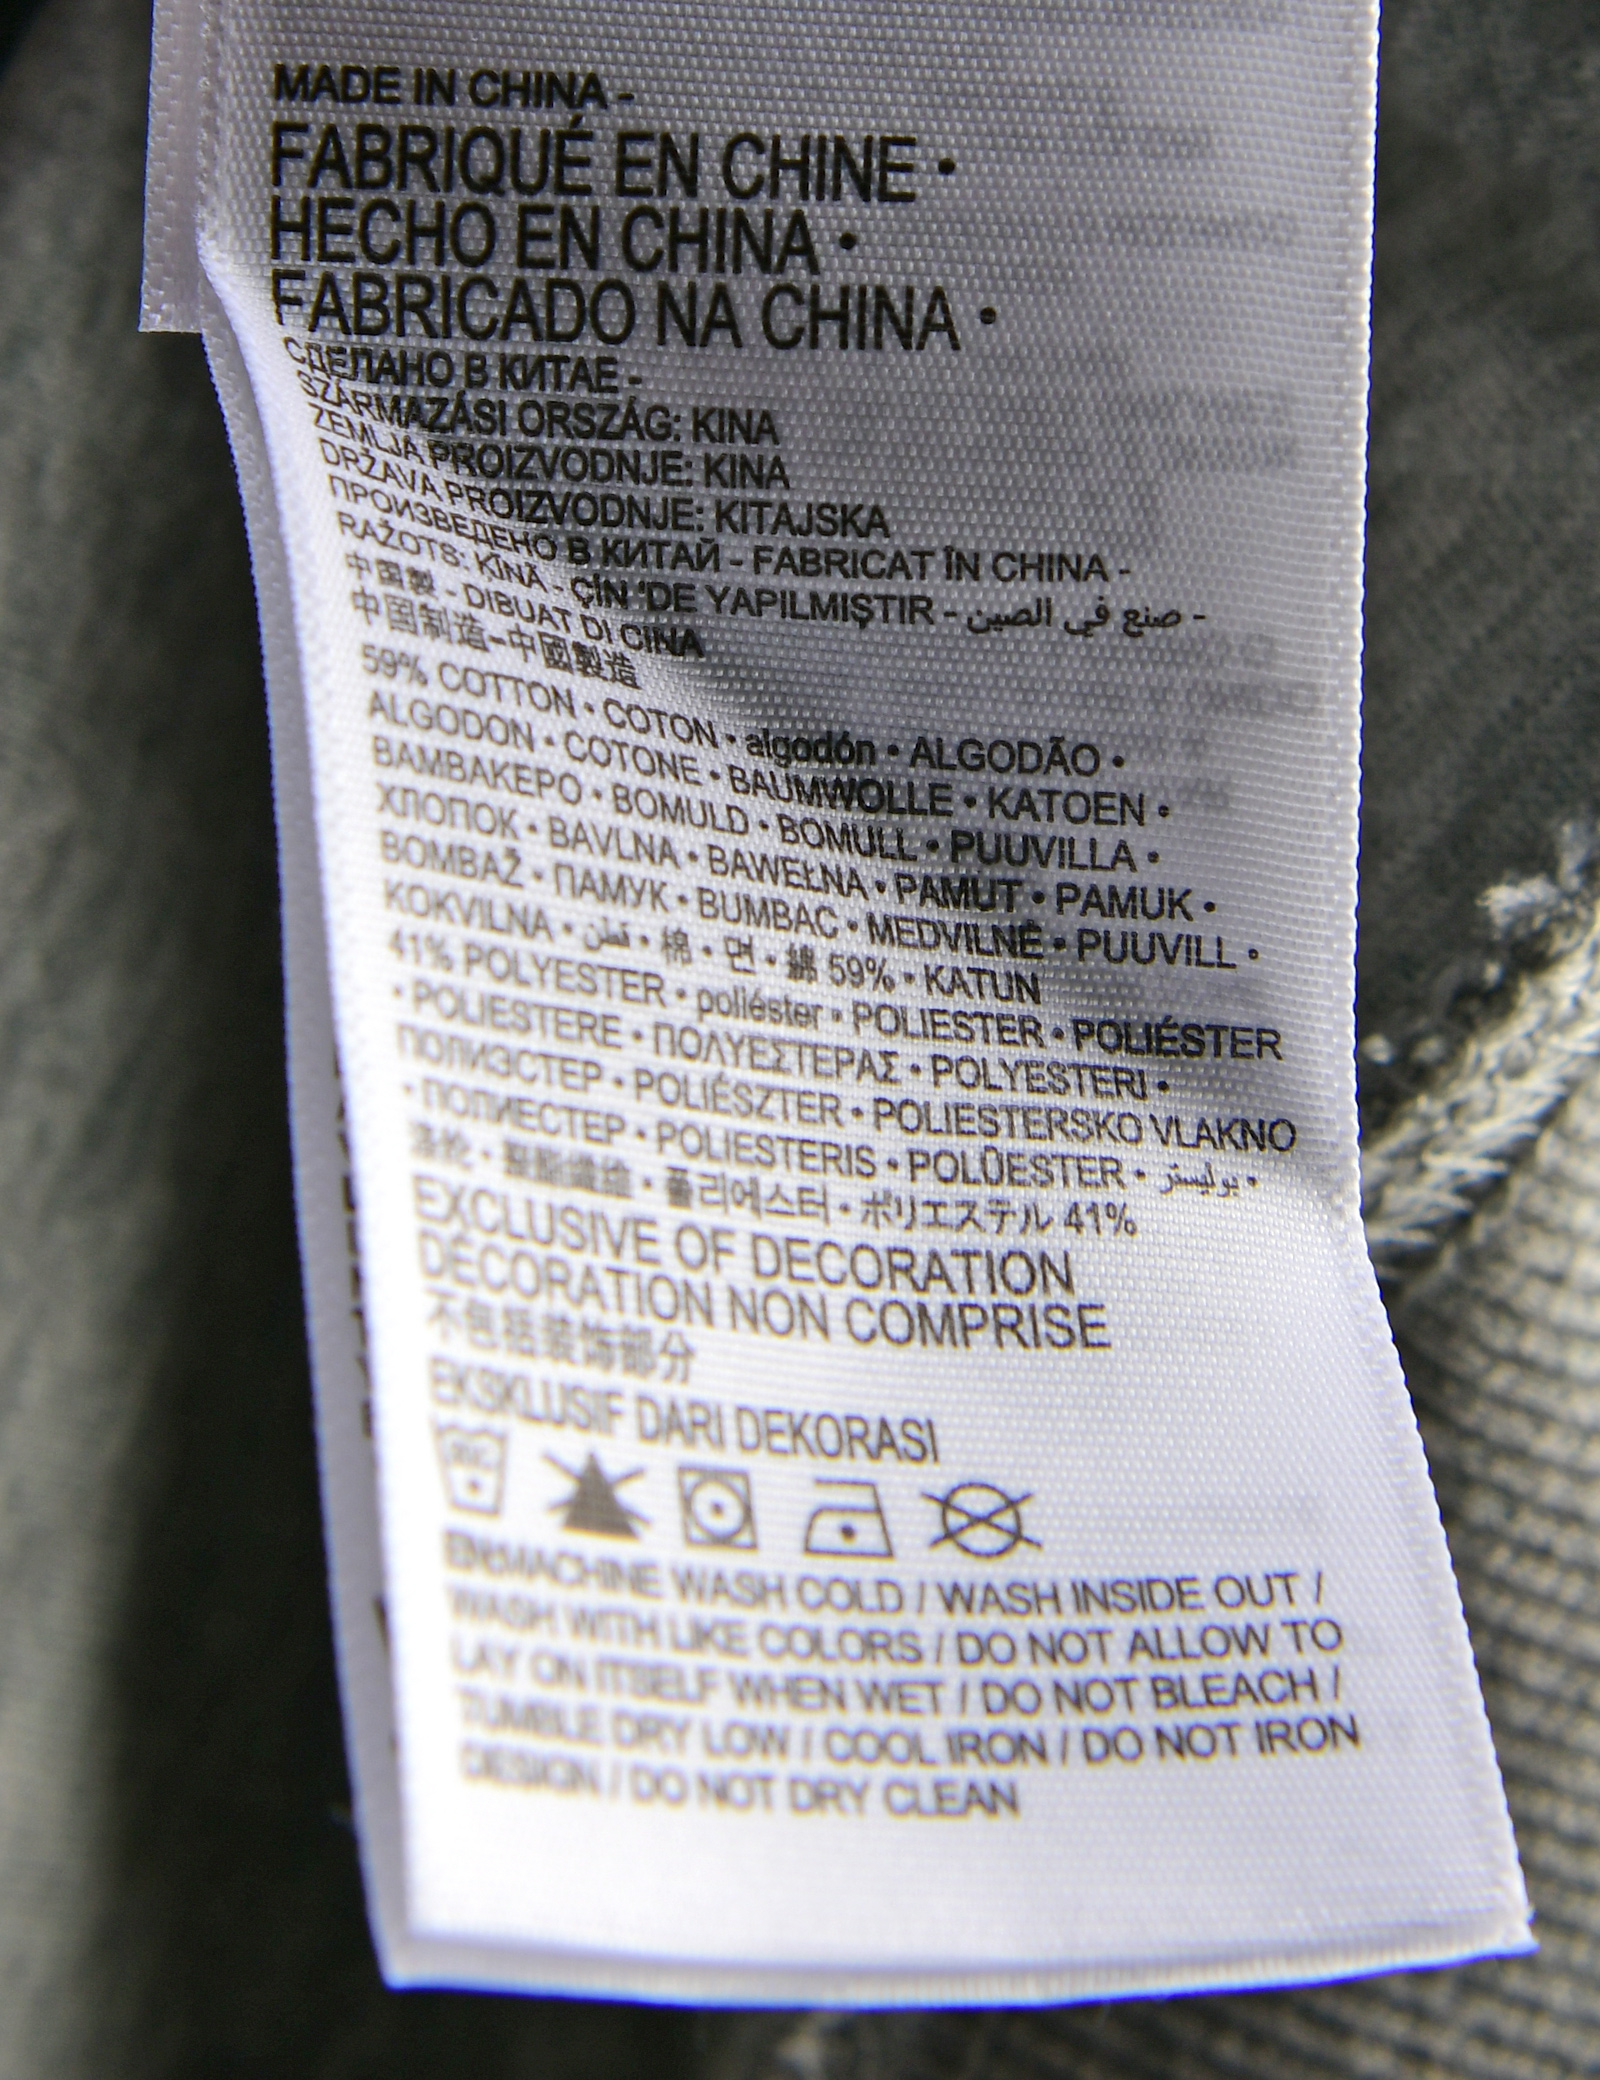 MADE IN CHINA -
FABRIQUÉ EN CHINE •
HECHO EN CHINA •
FABRICADO NA CHINA •
СДЕЛАНО В КИТАЕ -
SZÁRMAZÁSI ORSZÁG: KINA
ZEMLJA PROIZVODNJE: KINA
DRŽAVA PROIZVODNJE: KITAJSKA
ПРОИЗВЕДЕНО В КИТАЙ - FABRICAT ÎN CHINA -
RAŽOTS: ĶĪNĀ - ÇİN 'DE YAPILMIŞTIR - صنع في الصين -
中国製 - DIBUAT DI CINA
中国制造-中國製造
59% COTTON • COTON • algodón • ALGODÃO •
ALGODON • COTONE • BAUMWOLLE • KATOEN •
BAMBAKEPO • BOMULD • BOMULL • PUUVILLA •
ХЛОПОК • BAVLNA • BAWEŁNA • PAMUT • PAMUK •
BOMBAŽ • ПАМУК • BUMBAC • MEDVILNĖ • PUUVILL •
KOKVILNA • قطن • 棉 • 면 • 綿 59% • KATUN
41% POLYESTER • poliéster • POLIESTER • POLIÉSTER
• POLIESTERE • ΠΟΛΥΕΣΤΕΡΑΣ • POLYESTERI •
ПОЛИЭСТЕР • POLIÉSZTER • POLIESTERSKO VLAKNO
• ПОЛИЕСТЕР • POLIESTERIS • POLÜESTER • بوليستر •
涤纶 • 聚酯纖維 • 폴리에스터 • ポリエステル 41%
EXCLUSIVE OF DECORATION
DÉCORATION NON COMPRISE
不包括装饰部分
EKSKLUSIF DARI DEKORASI
MACHINE WASH COLD / WASH INSIDE OUT /
WASH WITH LIKE COLORS / DO NOT ALLOW TO
LAY ON ITSELF WHEN WET / DO NOT BLEACH /
TUMBLE DRY LOW / COOL IRON / DO NOT IRON
DESIGN / DO NOT DRY CLEAN